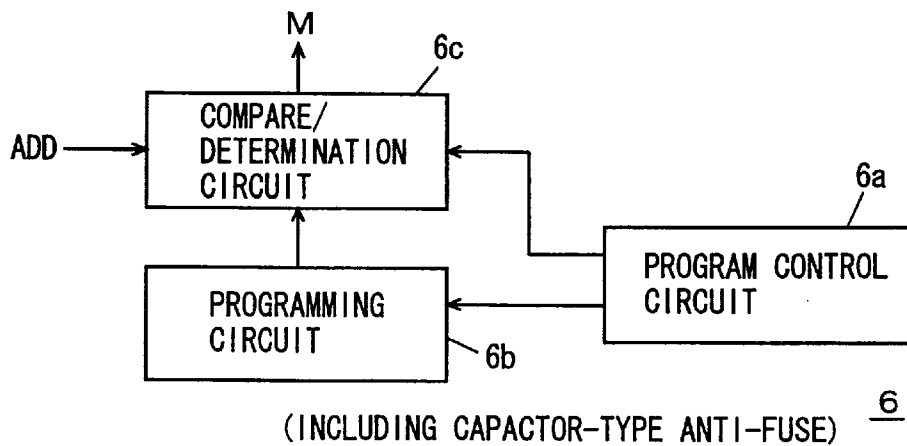 M
6c
COMPARE/
DETERMINATION
CIRCUIT
ADD
6a
PROGRAM CONTROL
CIRCUIT
PROGRAMMING
CIRCUIT
6b
6
(INCLUDING CAPACTOR-TYPE ANTI-FUSE)